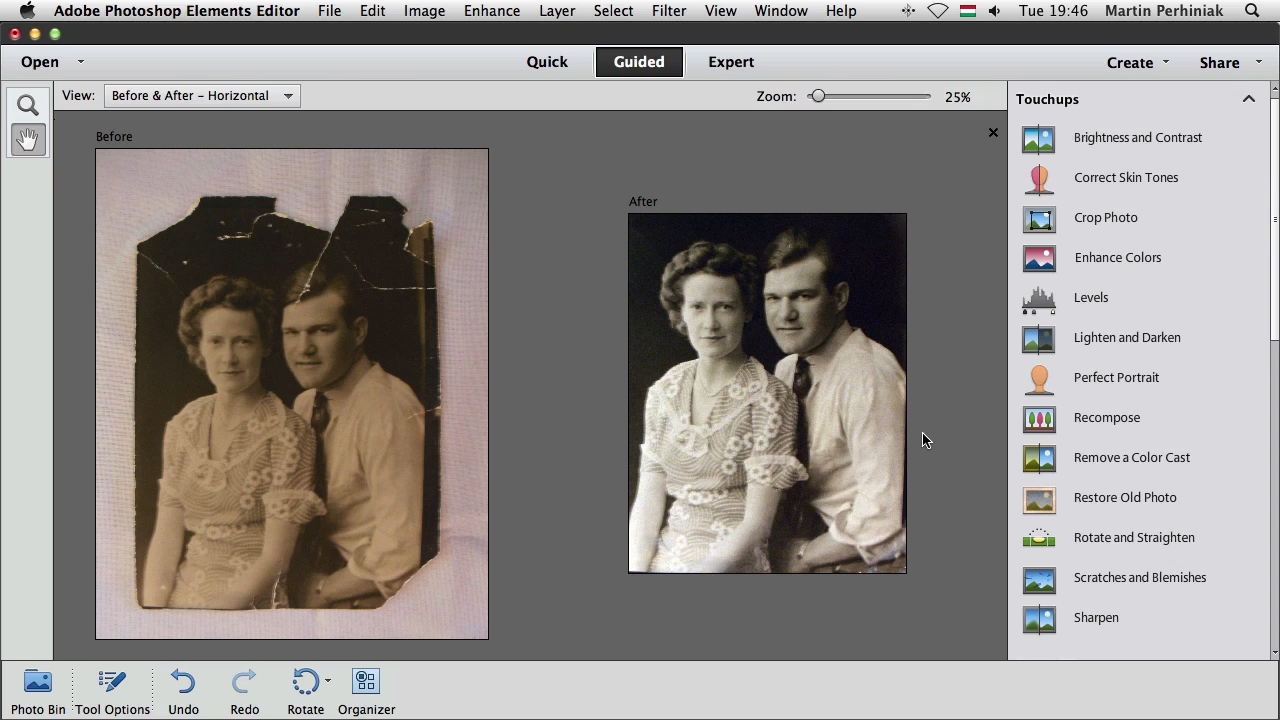 Adobe Photoshop Elements Editor File Edit Image Enhance Layer Select Filter View Window Help Tue 19:46 Martin Perhiniak
Open Quick Guided Expert Create Share
View: Before & After – Horizontal Zoom: 25%
Before
After
Touchups
Brightness and Contrast
Correct Skin Tones
Crop Photo
Enhance Colors
Levels
Lighten and Darken
Perfect Portrait
Recompose
Remove a Color Cast
Restore Old Photo
Rotate and Straighten
Scratches and Blemishes
Sharpen
Photo Bin Tool Options Undo Redo Rotate Organizer